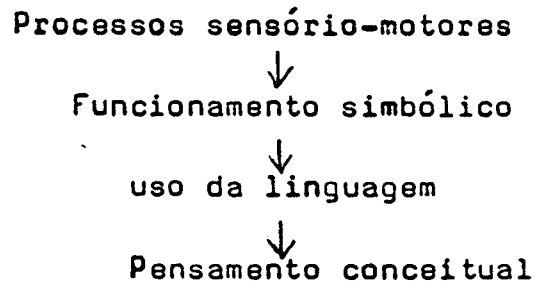 Processos sensório-motores
↓
Funcionamento simbólico
↓
uso da linguagem
↓
Pensamento conceitual